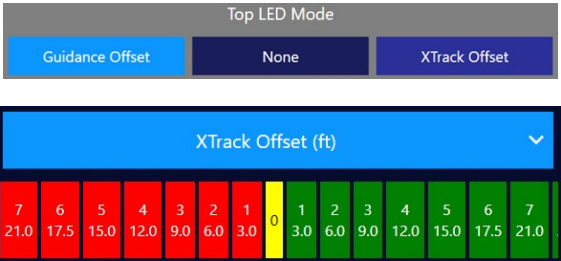 Top LED Mode
Guidance Offset None XTrack Offset
XTrack Offset (ft)
7 6 5 4 3 2 1 0 1 2 3 4 5 6 7
21.0 17.5 15.0 12.0 9.0 6.0 3.0 3.0 6.0 9.0 12.0 15.0 17.5 21.0